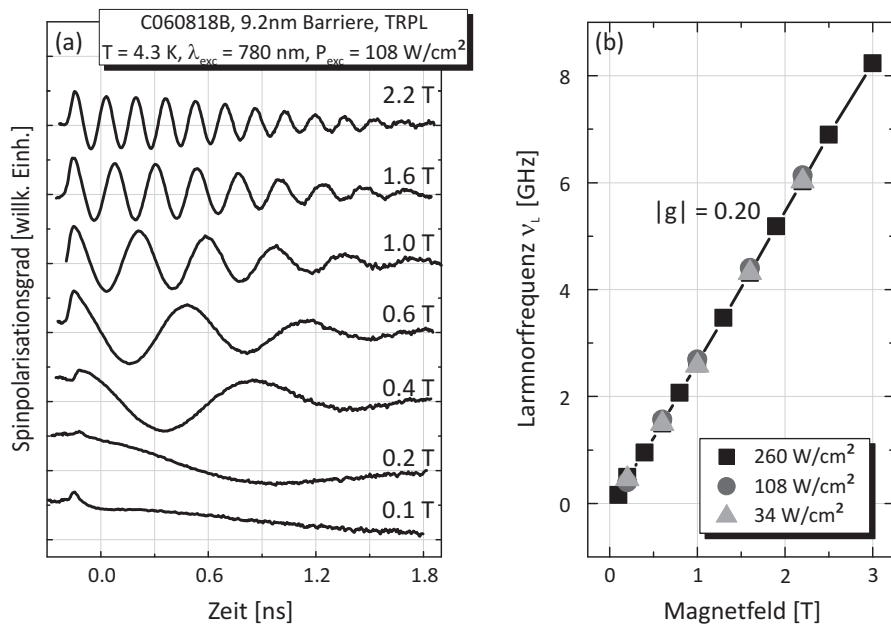 C060818B, 9.2nm Barriere, TRPL
T = 4.3 K, λexc = 780 nm, Pexc = 108 W/cm²
(a)
2.2 T
1.6 T
1.0 T
0.6 T
0.4 T
0.2 T
0.1 T
Spinpolarisationsgrad [willk. Einh.]
0.0 0.6 1.2 1.8
Zeit [ns]
(b)
8
6
4
2
0
|g| = 0.20
Larmnorfrequenz νL [GHz]
260 W/cm²
108 W/cm²
34 W/cm²
0 1 2 3
Magnetfeld [T]